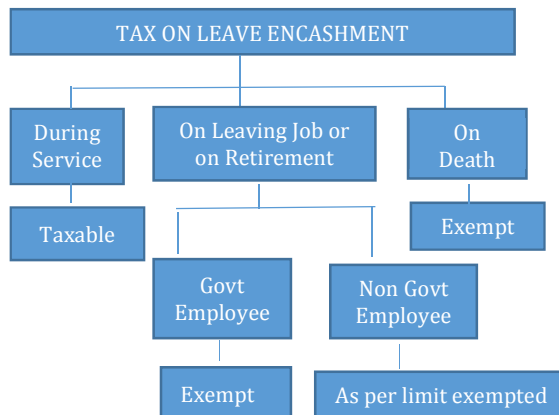 TAX ON LEAVE ENCASHMENT
During
Service
On Leaving Job or
on Retirement
On
Death
Taxable
Exempt
Govt
Employee
Non Govt
Employee
Exempt
As per limit exempted